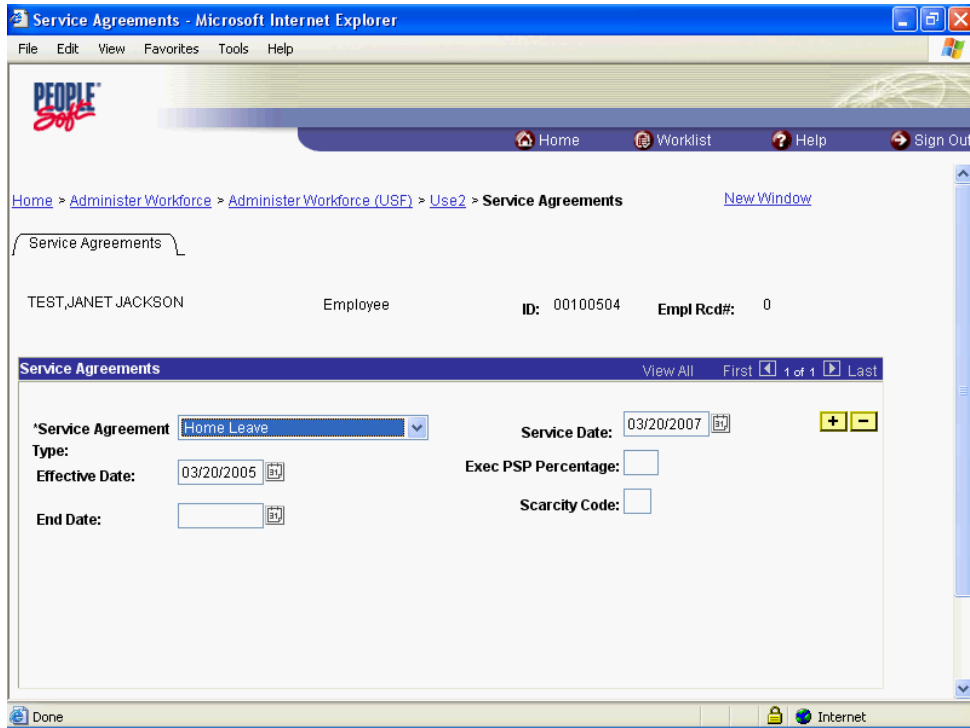 Service Agreements - Microsoft Internet Explorer
File Edit View Favorites Tools Help
PEOPLE
Soft
Home Worklist Help Sign Out
Home > Administer Workforce > Administer Workforce (USF) > Use2 > Service Agreements New Window
Service Agreements
TEST,JANET JACKSON Employee ID: 00100504 Empl Rcd#: 0
Service Agreements View All First 1 of 1 Last
*Service Agreement Type: Home Leave Service Date: 03/20/2007
Effective Date: 03/20/2005 Exec PSP Percentage:
End Date: Scarcity Code:
Done Internet